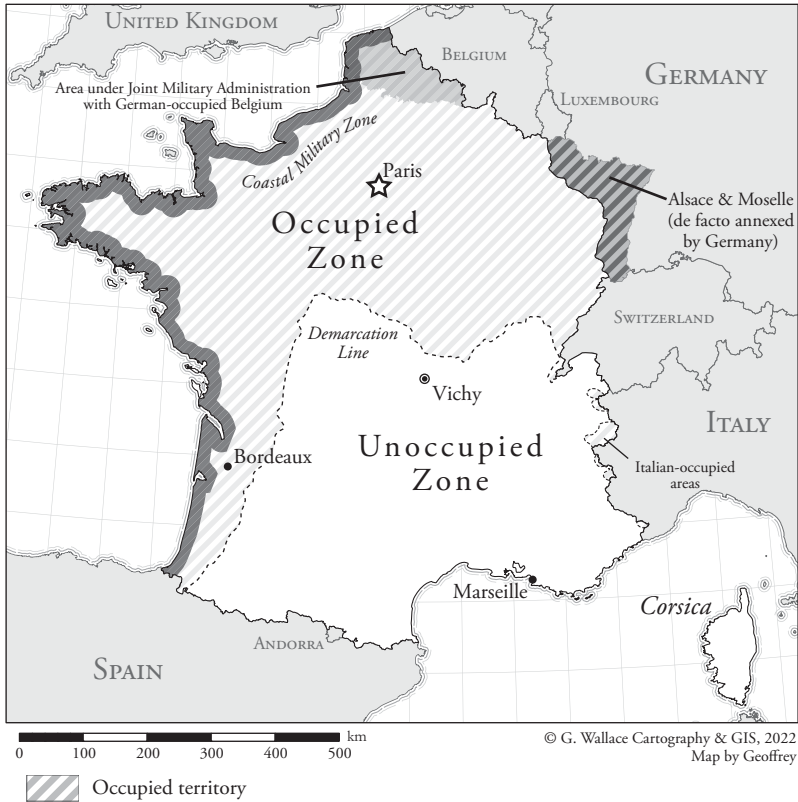 UNITED KINGDOM
BELGIUM
GERMANY
Area under Joint Military Administration
with German-occupied Belgium
LUXEMBOURG
Coastal Military Zone
Paris
Alsace & Moselle
(de facto annexed
by Germany)
Occupied
Zone
Demarcation
Line
SWITZERLAND
Vichy
ITALY
Unoccupied
Zone
Bordeaux
Italian-occupied
areas
Marseille
Corsica
ANDORRA
SPAIN
km
0 100 200 300 400 500
© G. Wallace Cartography & GIS, 2022
Map by Geoffrey
Occupied territory